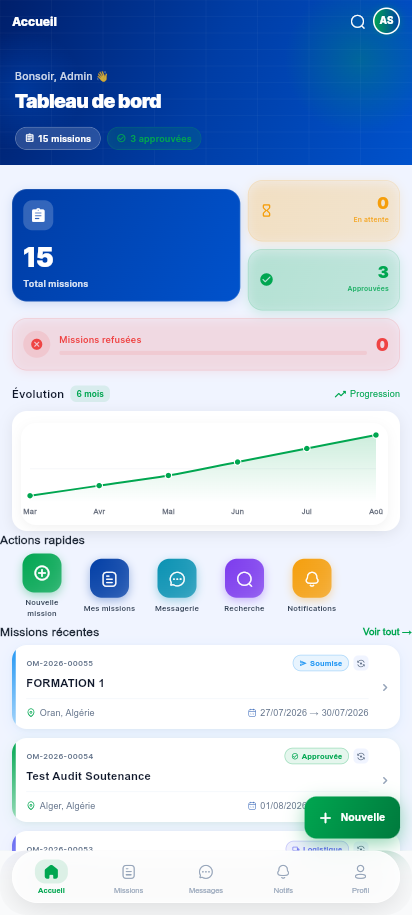 Accueil
AS
Bonsoir, Admin 👋
Tableau de bord
15 missions
3 approuvées
15
Total missions
0
En attente
3
Approuvées
Missions refusées
0
Évolution
6 mois
Progression
Mar
Avr
Mai
Jun
Jul
Aoû
Actions rapides
Nouvelle
mission
Mes missions
Messagerie
Recherche
Notifications
Missions récentes
Voir tout →
OM-2026-00055
Soumise
FORMATION 1
Oran, Algérie
27/07/2026 → 30/07/2026
OM-2026-00054
Approuvée
Test Audit Soutenance
Alger, Algérie
01/08/2026
Nouvelle
OM-2026-00053
Logistique
Accueil
Missions
Messages
Notifs
Profil